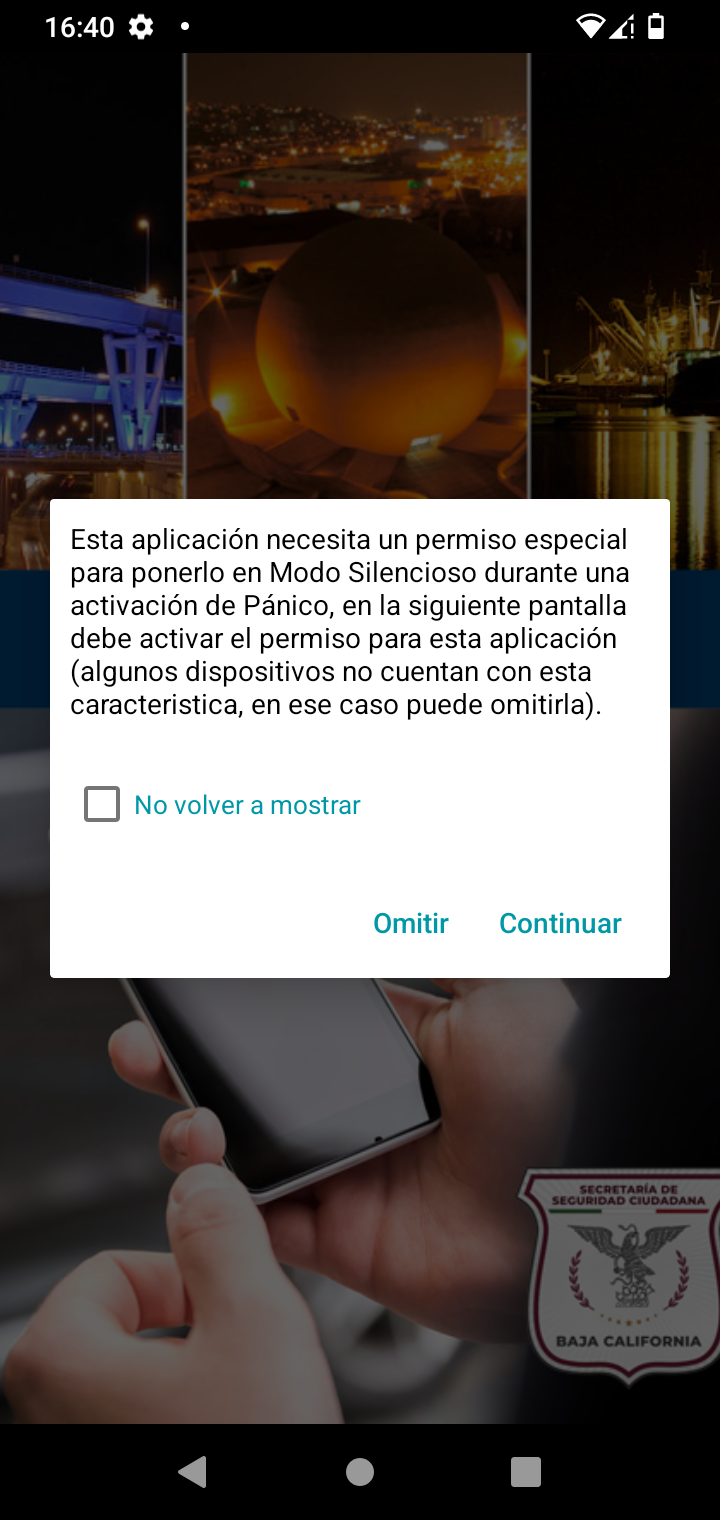 16:40
Esta aplicación necesita un permiso especial
para ponerlo en Modo Silencioso durante una
activación de Pánico, en la siguiente pantalla
debe activar el permiso para esta aplicación
(algunos dispositivos no cuentan con esta
caracteristica, en ese caso puede omitirla).
No volver a mostrar
Omitir Continuar
SECRETARÍA DE
SEGURIDAD CIUDADANA
BAJA CALIFORNIA